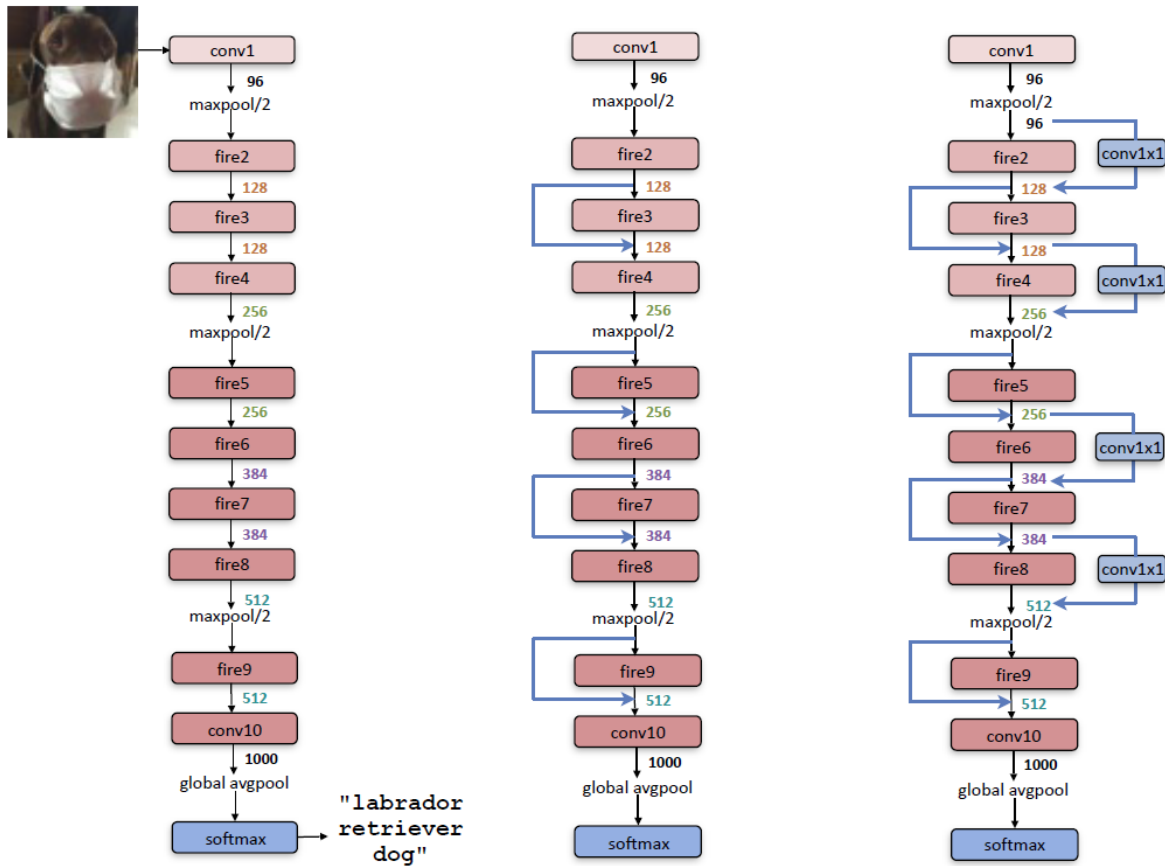 conv1
96
maxpool/2
fire2
128
fire3
128
fire4
256
maxpool/2
fire5
256
fire6
384
fire7
384
fire8
512
maxpool/2
fire9
512
conv10
1000
global avgpool
softmax
"labrador
retriever
dog"
conv1
96
maxpool/2
fire2
128
fire3
128
fire4
256
maxpool/2
fire5
256
fire6
384
fire7
384
fire8
512
maxpool/2
fire9
512
conv10
1000
global avgpool
softmax
conv1
96
maxpool/2
96
conv1x1
fire2
128
fire3
128
conv1x1
fire4
256
maxpool/2
fire5
256
conv1x1
fire6
384
fire7
384
conv1x1
fire8
512
maxpool/2
fire9
512
conv10
1000
global avgpool
softmax